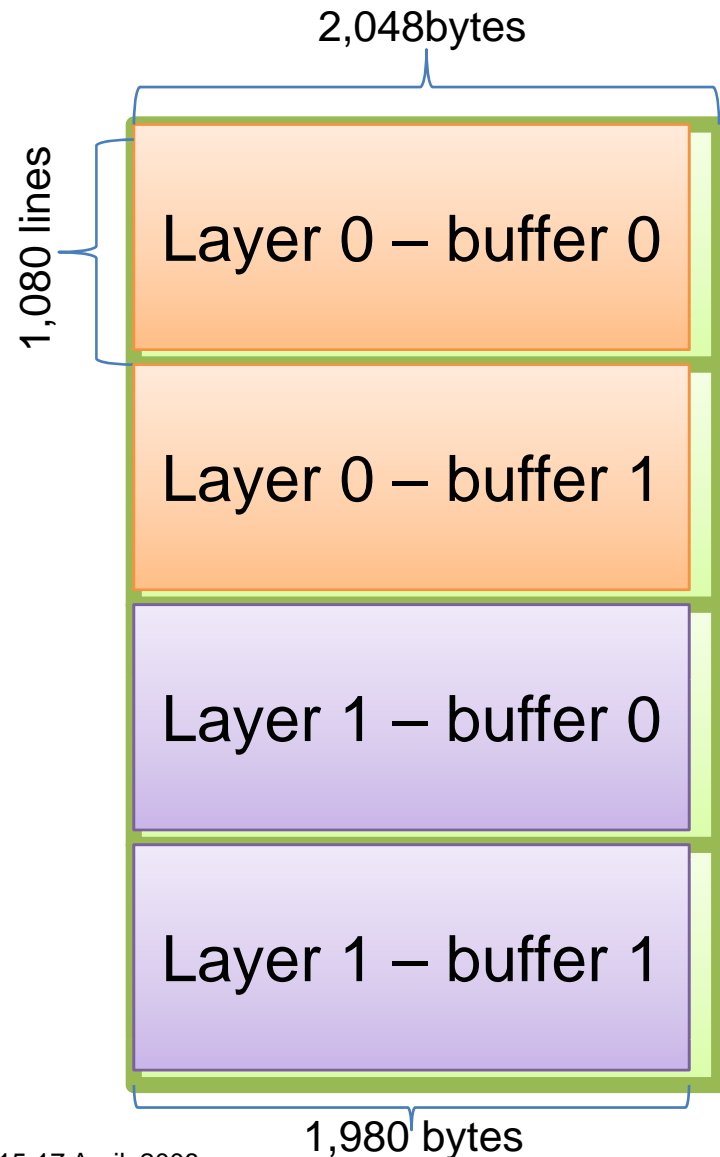 2,048bytes
1,080 lines
Layer 0 – buffer 0
Layer 0 – buffer 1
Layer 1 – buffer 0
Layer 1 – buffer 1
1,980 bytes